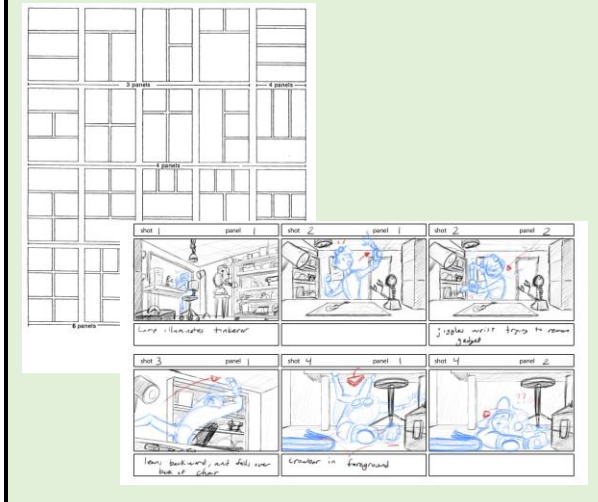 3 panels
4 panels
4 panels
6 panels
shot 1 panel 1
shot 2 panel 1
shot 2 panel 2
Lamp illuminates tinkerer
jiggles wrist trying to remove
gadget
shot 3 panel 1
shot 4 panel 1
shot 4 panel 2
leans backward, and falls over
back of chair
Crowbar in foreground